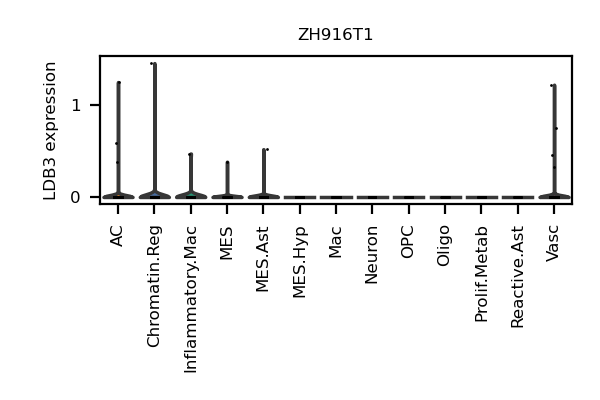 ZH916T1
LDB3 expression
1
0
AC
Chromatin.Reg
Inflammatory.Mac
MES
MES.Ast
MES.Hyp
Mac
Neuron
OPC
Oligo
Prolif.Metab
Reactive.Ast
Vasc